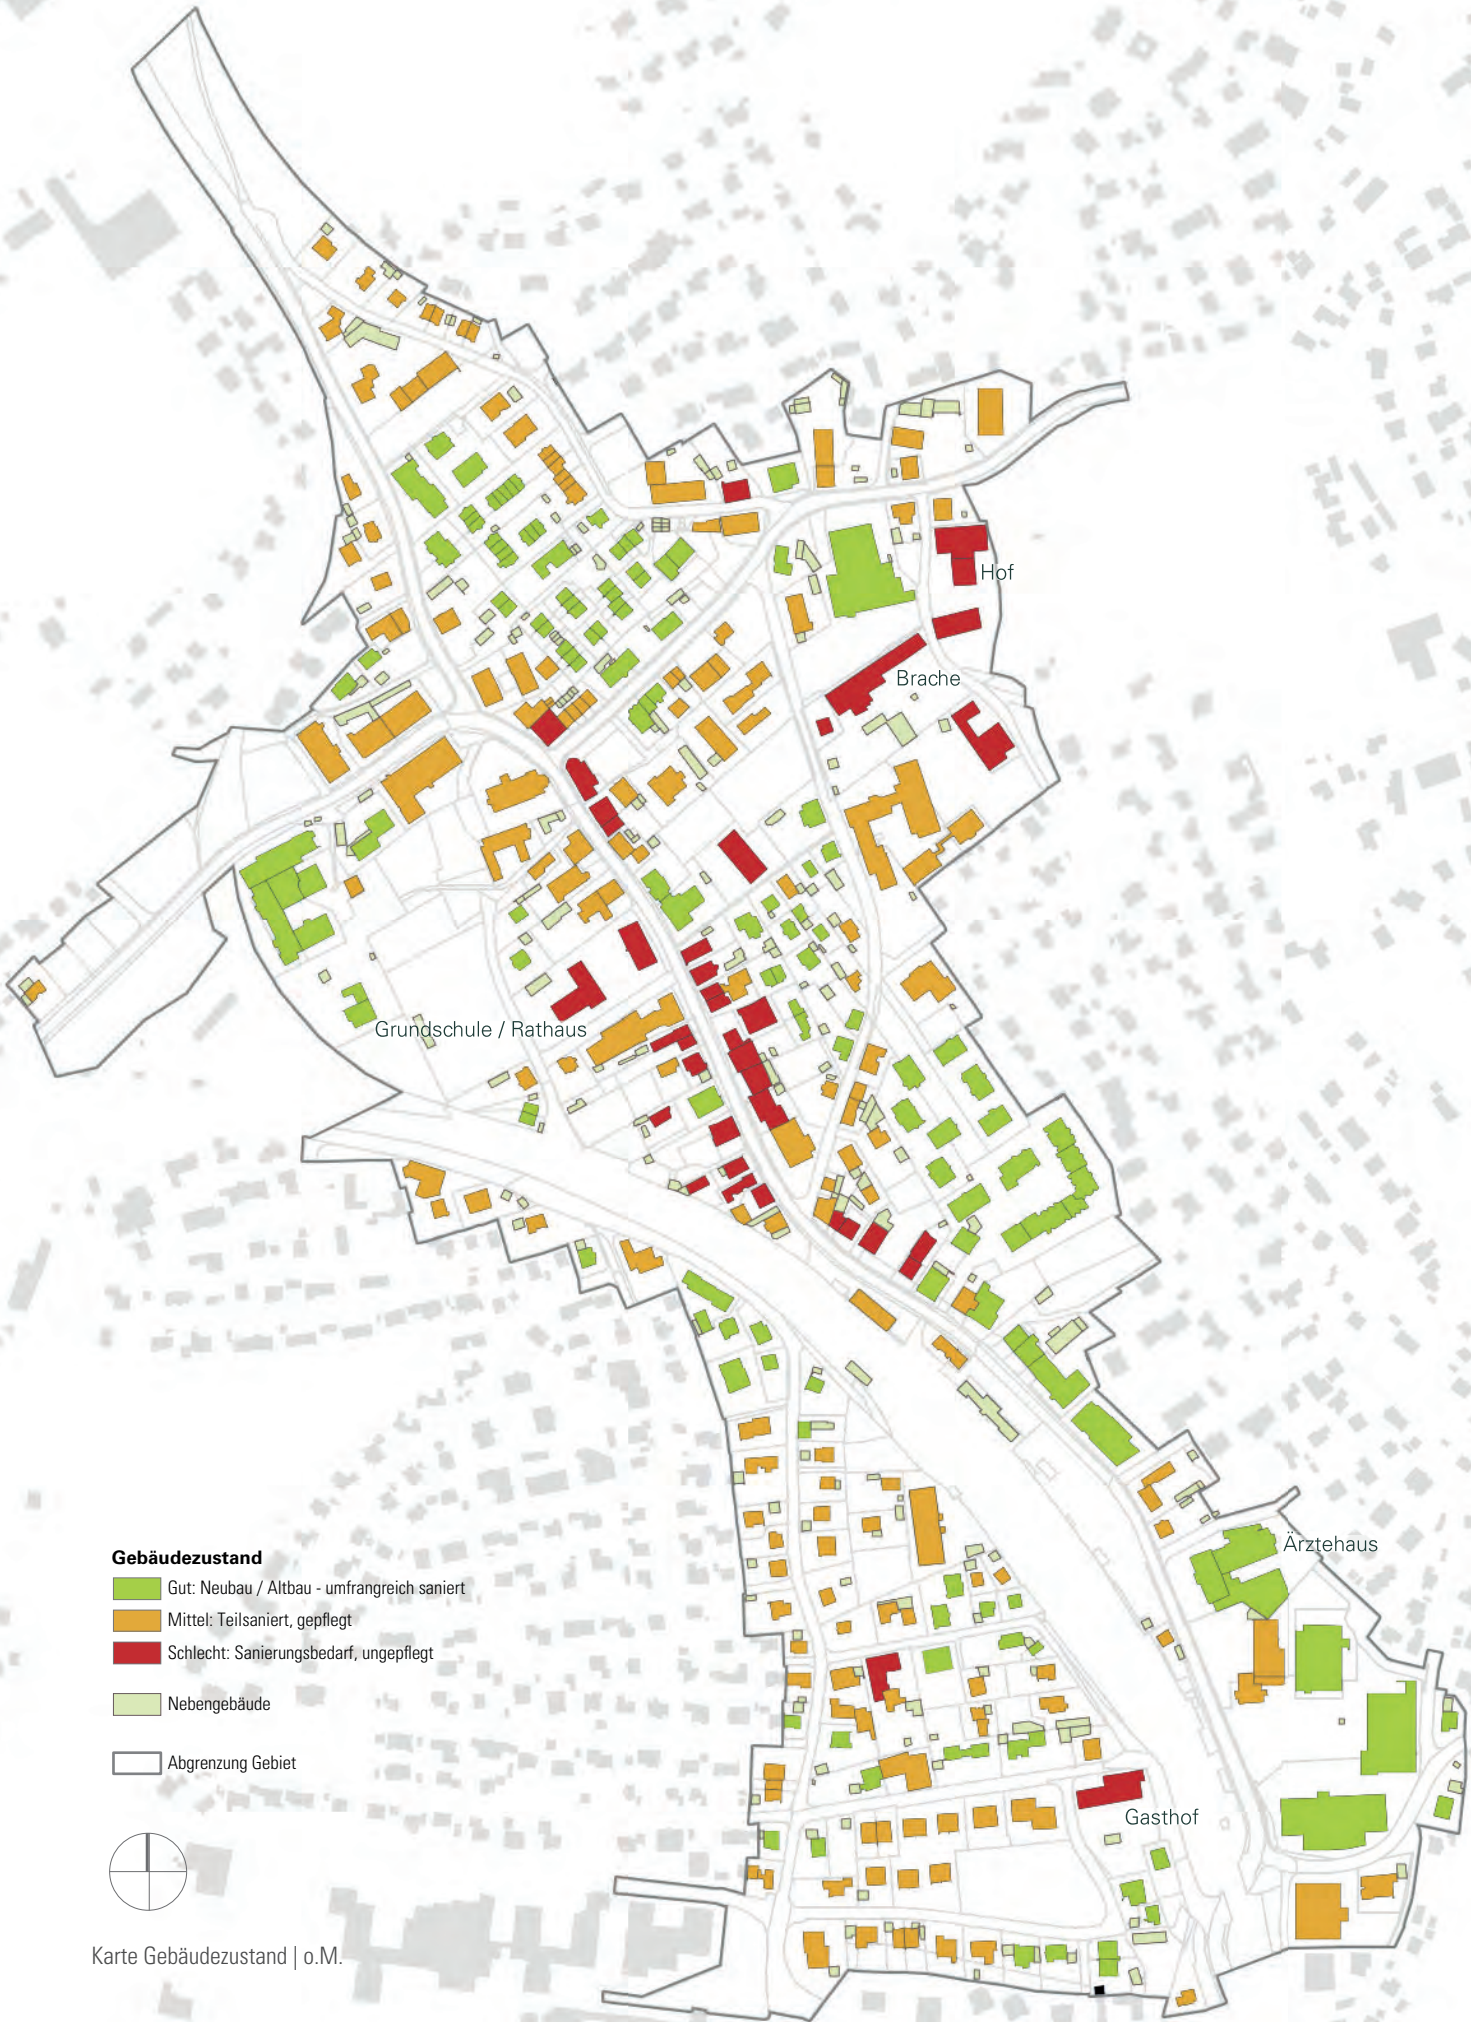 Hof
Brache
Grundschule / Rathaus
Ärztehaus
Gasthof
Gebäudezustand
Gut: Neubau / Altbau - umfrangreich saniert
Mittel: Teilsaniert, gepflegt
Schlecht: Sanierungsbedarf, ungepflegt
Nebengebäude
Abgrenzung Gebiet
Karte Gebäudezustand | o.M.